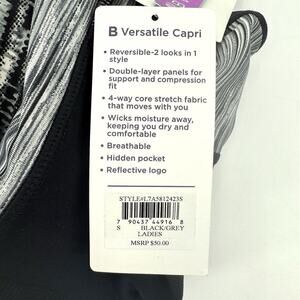 B Versatile Capri
• Reversible-2 looks in 1
style
• Double-layer panels for
support and compression
fit
• 4-way core stretch fabric
that moves with you
• Wicks moisture away,
keeping you dry and
comfortable
• Breathable
• Hidden pocket
• Reflective logo
STYLE#L7A5812423S
7 90437 44916 8
S BLACK/GREY
LADIES
MSRP $50.00